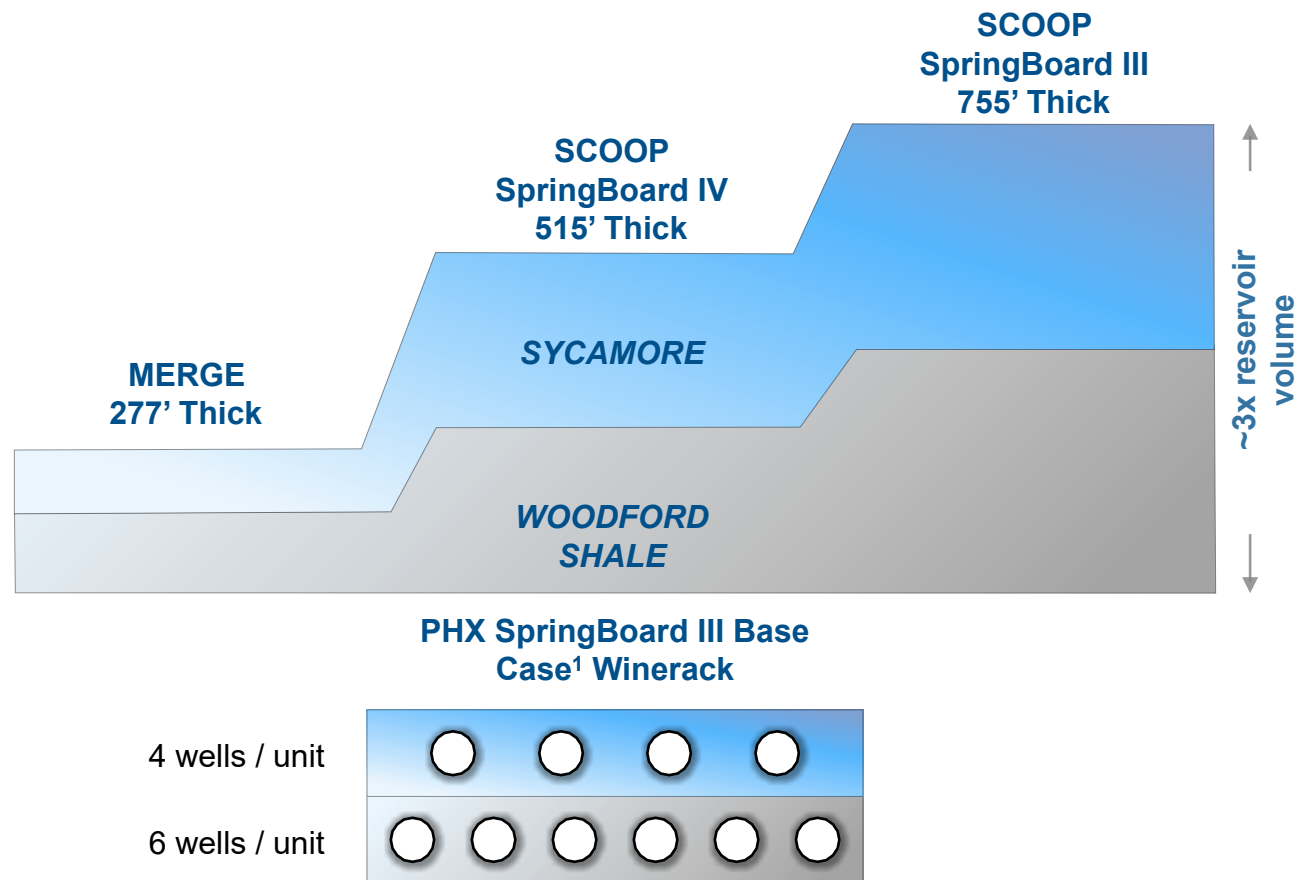 SCOOP
SpringBoard III
755’ Thick
SCOOP
SpringBoard IV
515’ Thick
MERGE
277’ Thick
SYCAMORE
WOODFORD
SHALE
~3x reservoir
volume
PHX SpringBoard III Base
Case¹ Winerack
4 wells / unit
6 wells / unit